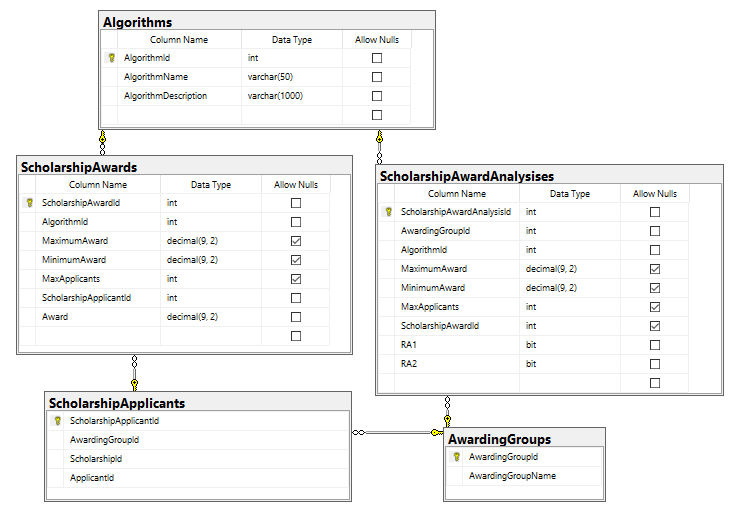 Algorithms
Column Name Data Type Allow Nulls
AlgorithmId int
AlgorithmName varchar(50)
AlgorithmDescription varchar(1000)
ScholarshipAwards
Column Name Data Type Allow Nulls
ScholarshipAwardId int
AlgorithmId int
MaximumAward decimal(9, 2)
MinimumAward decimal(9, 2)
MaxApplicants int
ScholarshipApplicantId int
Award decimal(9, 2)
ScholarshipAwardAnalysises
Column Name Data Type Allow Nulls
ScholarshipAwardAnalysisId int
AwardingGroupId int
AlgorithmId int
MaximumAward decimal(9, 2)
MinimumAward decimal(9, 2)
MaxApplicants int
ScholarshipAwardId int
RA1 bit
RA2 bit
ScholarshipApplicants
ScholarshipApplicantId
AwardingGroupId
ScholarshipId
ApplicantId
AwardingGroups
AwardingGroupId
AwardingGroupName